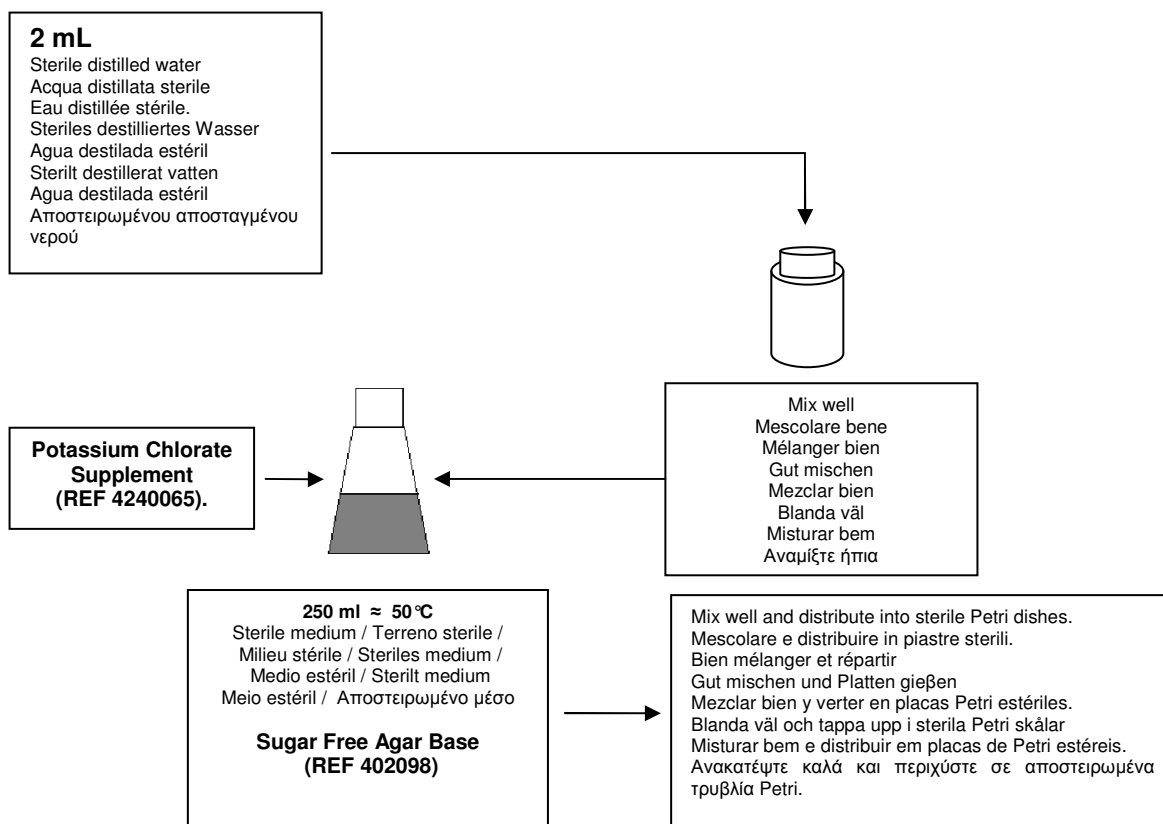 2 mL
Sterile distilled water
Acqua distillata sterile
Eau distillée stérile.
Steriles destilliertes Wasser
Agua destilada estéril
Sterilt destillerat vatten
Agua destilada estéril
Αποστειρωμένου αποσταγμένου
νερού
Mix well
Mescolare bene
Mélanger bien
Gut mischen
Mezclar bien
Blanda väl
Misturar bem
Αναμίξτε ήπια
Potassium Chlorate
Supplement
(REF 4240065).
250 ml ≈ 50°C
Sterile medium / Terreno sterile /
Milieu stérile / Steriles medium /
Medio estéril / Sterilt medium
Meio estéril / Αποστειρωμένο μέσο
Sugar Free Agar Base
(REF 402098)
Mix well and distribute into sterile Petri dishes.
Mescolare e distribuire in piastre sterili.
Bien mélanger et répartir
Gut mischen und Platten gieβen
Mezclar bien y verter en placas Petri estériles.
Blanda väl och tappa upp i sterila Petri skålar
Misturar bem e distribuir em placas de Petri estéreis.
Ανακατέψτε καλά και περιχύστε σε αποστειρωμένα
τρυβλία Petri.